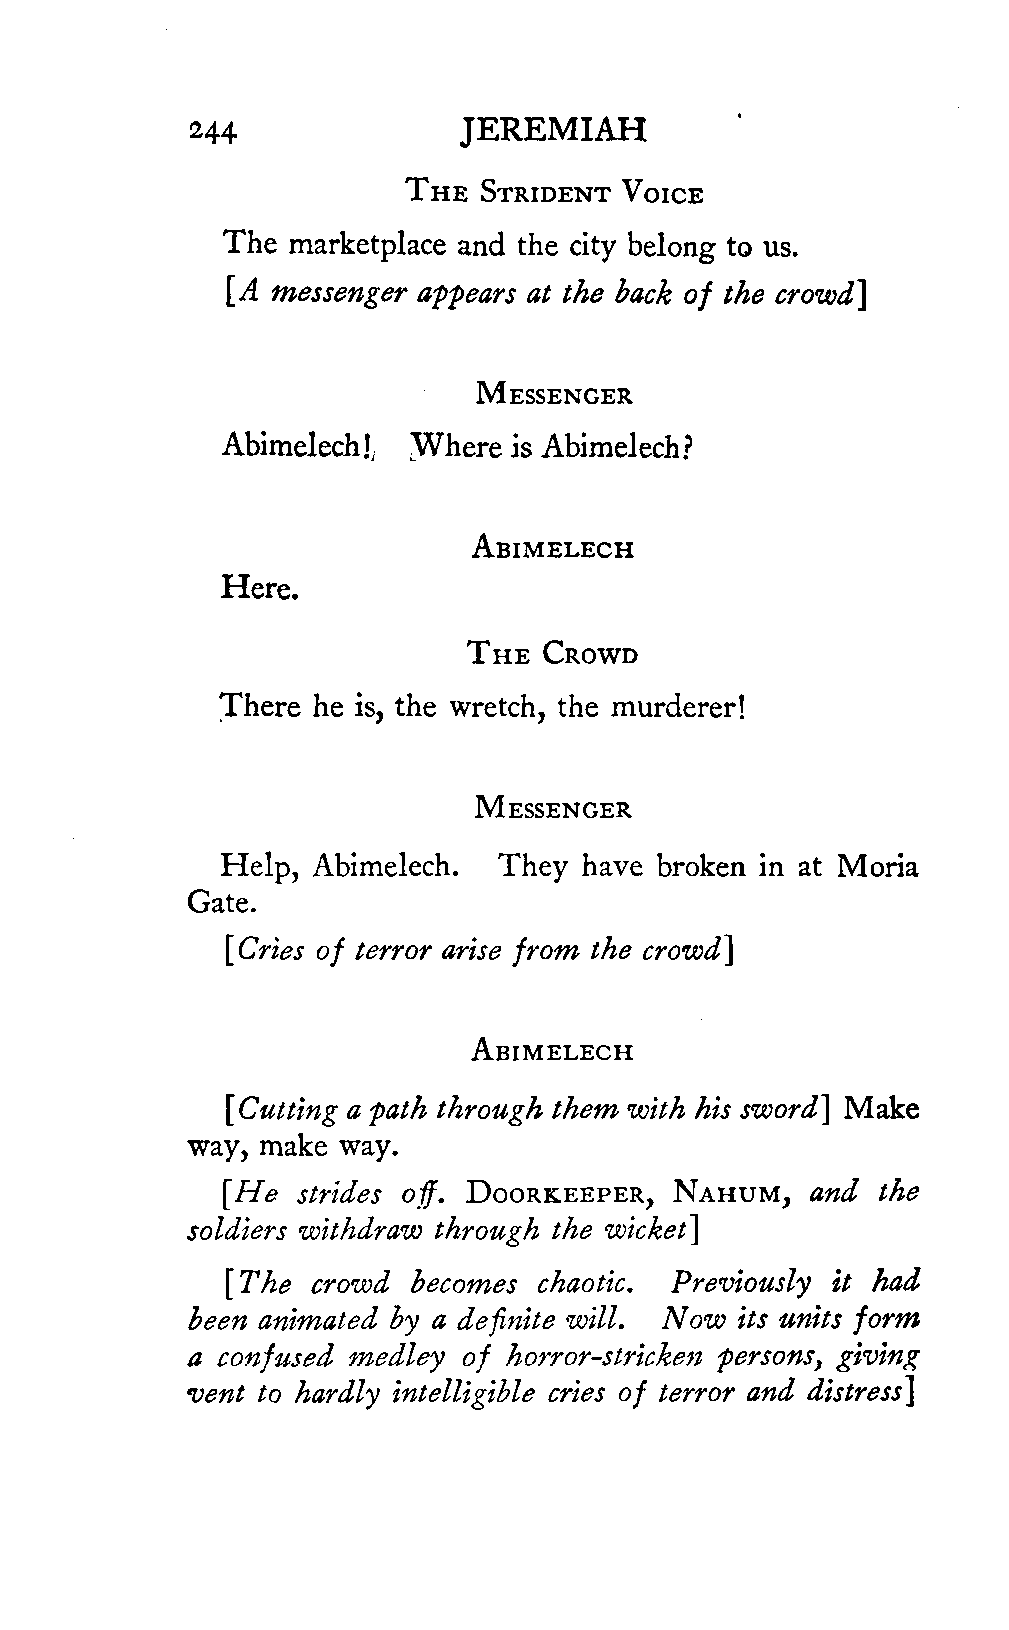 244 JEREMIAH
THE STRIDENT VOICE
The marketplace and the city belong to us.
[A messenger appears at the back of the crowd]
MESSENGER
Abimelech! Where is Abimelech?
ABIMELECH
Here.
THE CROWD
There he is, the wretch, the murderer!
MESSENGER
Help, Abimelech. They have broken in at Moria
Gate.
[Cries of terror arise from the crowd]
ABIMELECH
[Cutting a path through them with his sword] Make
way, make way.
[He strides off. DOORKEEPER, NAHUM, and the
soldiers withdraw through the wicket]
[The crowd becomes chaotic. Previously it had
been animated by a definite will. Now its units form
a confused medley of horror-stricken persons, giving
vent to hardly intelligible cries of terror and distress]